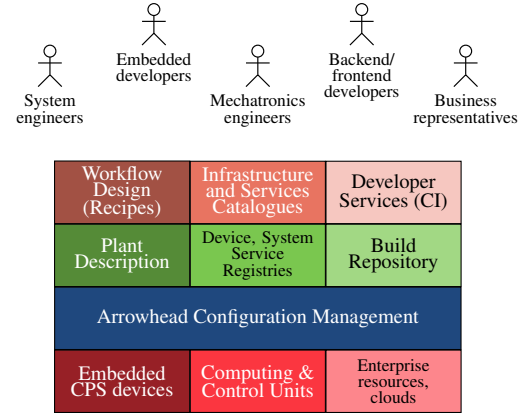 Embedded
developers
Backend/
frontend
developers
System
engineers
Mechatronics
engineers
Business
representatives
Workflow
Design
(Recipes)
Infrastructure
and Services
Catalogues
Developer
Services (CI)
Plant
Description
Device, System
Service
Registries
Build
Repository
Arrowhead Configuration Management
Embedded
CPS devices
Computing &
Control Units
Enterprise
resources,
clouds